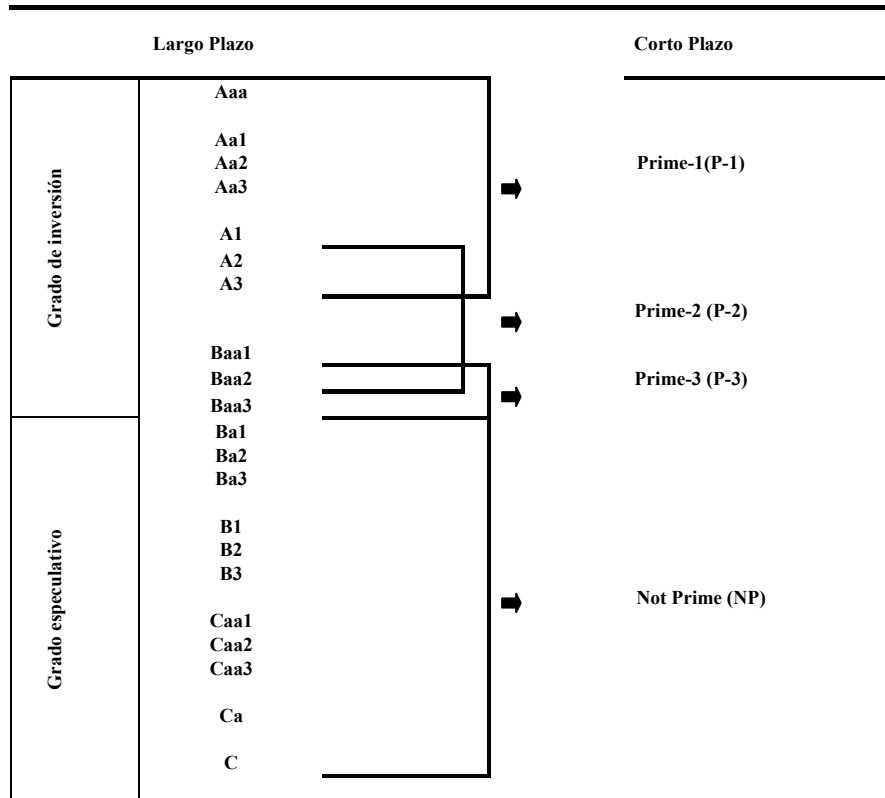 Largo Plazo Corto Plazo
Grado de inversión
Aaa
Aa1
Aa2 Prime-1(P-1)
Aa3
A1
A2
A3
Prime-2 (P-2)
Baa1
Baa2 Prime-3 (P-3)
Baa3
Grado especulativo
Ba1
Ba2
Ba3
B1
B2
B3
Not Prime (NP)
Caa1
Caa2
Caa3
Ca
C